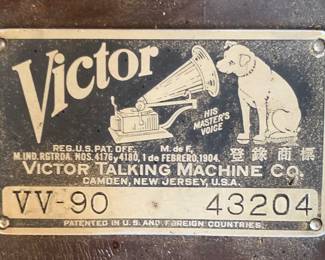 Victor
HIS
MASTER'S
VOICE
REG. U.S. PAT. OFF. M. de F.
M. IND. RGTRDA. NOS. 4176 y 4180, 1 de FEBRERO, 1904. 登錄商標
VICTOR TALKING MACHINE CO.
CAMDEN, NEW JERSEY, U.S.A.
VV-90 43204
PATENTED IN U.S. AND FOREIGN COUNTRIES